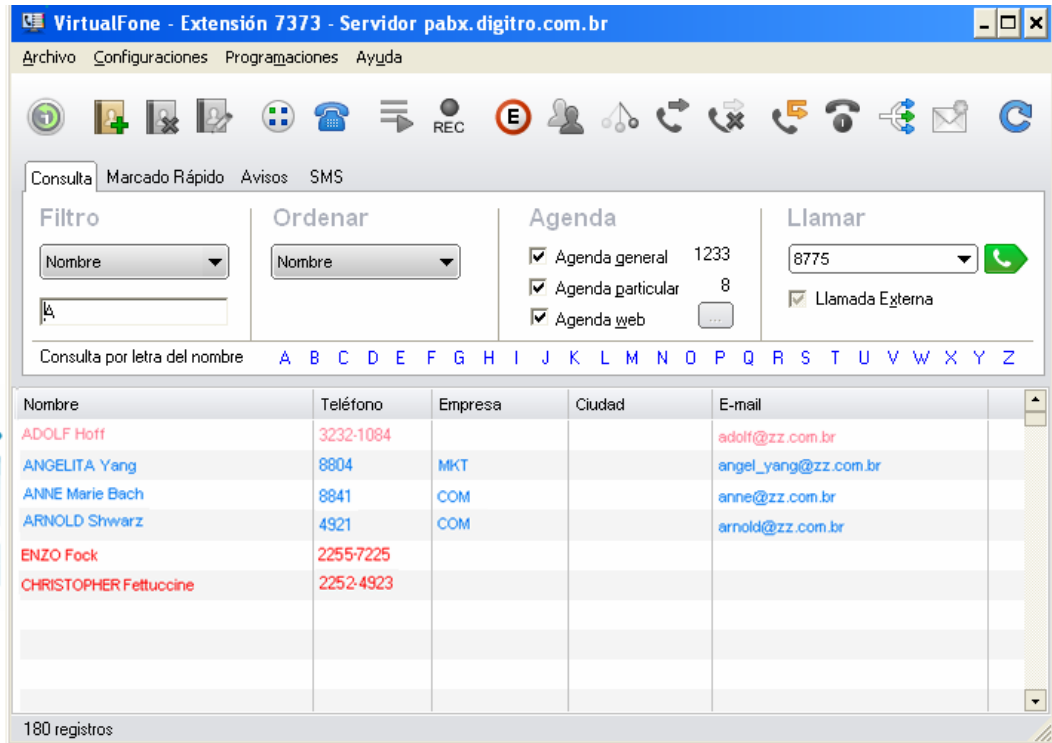 VirtualFone - Extensión 7373 - Servidor pabx.digitro.com.br
Archivo Configuraciones Programaciones Ayuda
REC E
Consulta Marcado Rápido Avisos SMS
Filtro Ordenar Agenda Llamar
Nombre Nombre Agenda general 1233 8775
Agenda particular 8 Llamada Externa
A Agenda web ...
Consulta por letra del nombre A B C D E F G H I J K L M N O P Q R S T U V W X Y Z
Nombre Teléfono Empresa Ciudad E-mail
ADOLF Hoff 3232-1084 adolf@zz.com.br
ANGELITA Yang 8804 MKT angel_yang@zz.com.br
ANNE Marie Bach 8841 COM anne@zz.com.br
ARNOLD Shwarz 4921 COM arnold@zz.com.br
ENZO Fock 2255-7225
CHRISTOPHER Fettuccine 2252-4923
180 registros